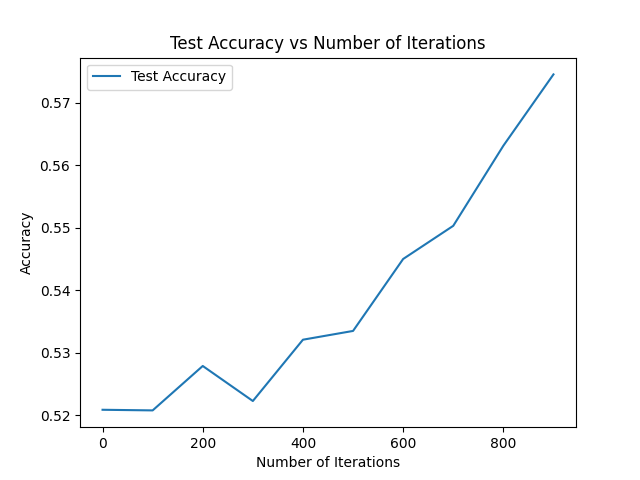 Test Accuracy vs Number of Iterations
Test Accuracy
0.57
0.56
0.55
0.54
0.53
0.52
Accuracy
0 200 400 600 800
Number of Iterations